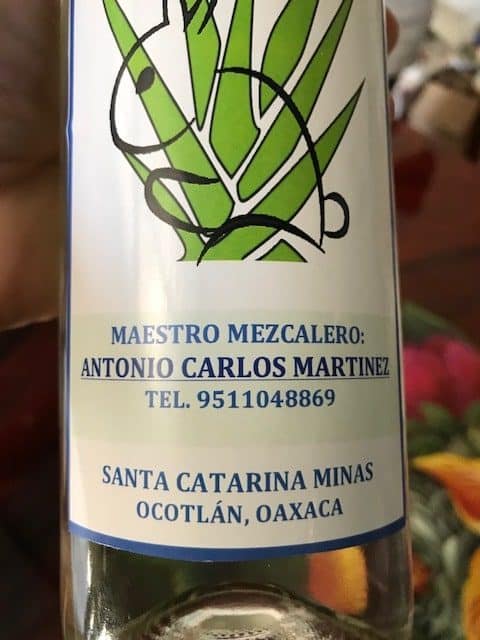 MAESTRO MEZCALERO:
ANTONIO CARLOS MARTINEZ
TEL. 9511048869
SANTA CATARINA MINAS
OCOTLÁN, OAXACA